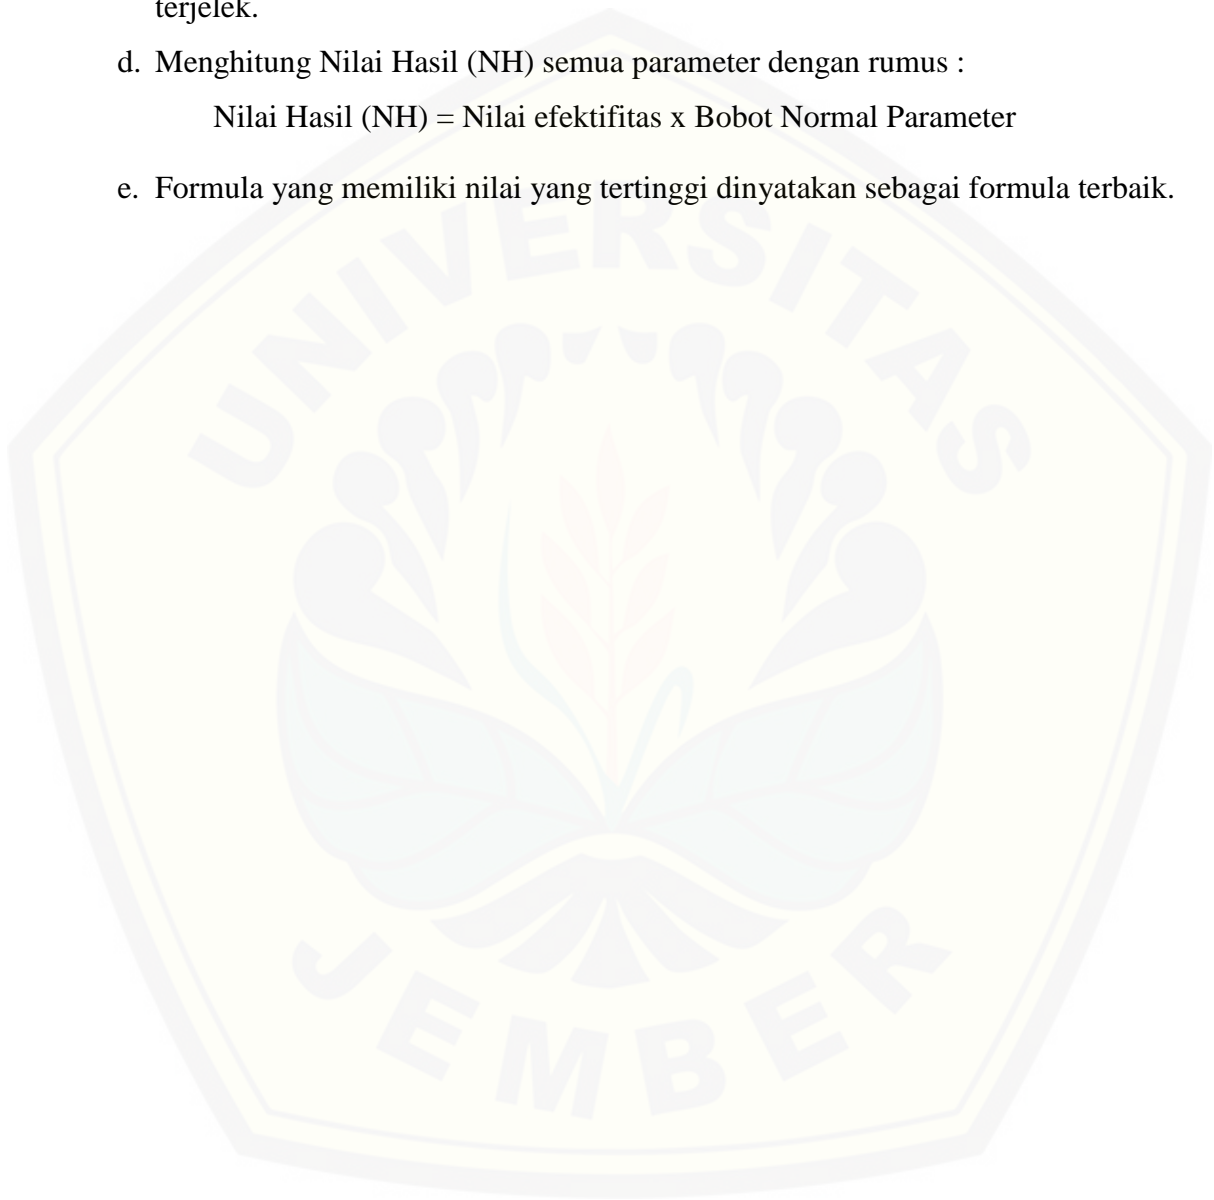 terjelek.
d. Menghitung Nilai Hasil (NH) semua parameter dengan rumus :
Nilai Hasil (NH) = Nilai efektifitas x Bobot Normal Parameter
e. Formula yang memiliki nilai yang tertinggi dinyatakan sebagai formula terbaik.
UNIVERSITAS
JEMBER